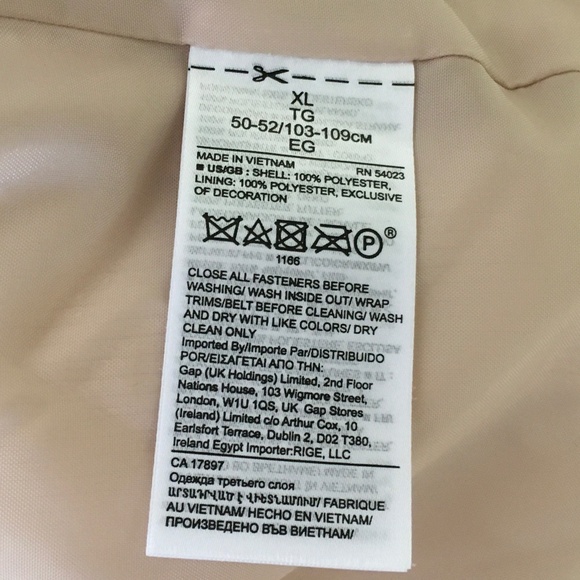 XL
TG
50-52/103-109CM
EG
MADE IN VIETNAM RN 54023
■ US/GB : SHELL: 100% POLYESTER,
LINING: 100% POLYESTER, EXCLUSIVE
OF DECORATION
P ®
1166
CLOSE ALL FASTENERS BEFORE
WASHING/ WASH INSIDE OUT/ WRAP
TRIMS/BELT BEFORE CLEANING/ WASH
AND DRY WITH LIKE COLORS/ DRY
CLEAN ONLY
Imported By/Importe Par/DISTRIBUIDO
POR/ΕΙΣΑΓΕΤΑΙ ΑΠΟ ΤΗΝ:
Gap (UK Holdings) Limited, 2nd Floor
Nations House, 103 Wigmore Street,
London, W1U 1QS, UK Gap Stores
(Ireland) Limited c/o Arthur Cox, 10
Earlsfort Terrace, Dublin 2, D02 T380,
Ireland Egypt Importer:RIGE, LLC
CA 17897
Одежда третьего слоя
ԱՐՏԱԴՐՎԱԾ Է ՎԻԵՏՆԱՄՈՒՄ/ FABRIQUE
AU VIETNAM/ HECHO EN VIETNAM/
ПРОИЗВЕДЕНО ВЪВ ВИЕТНАМ/